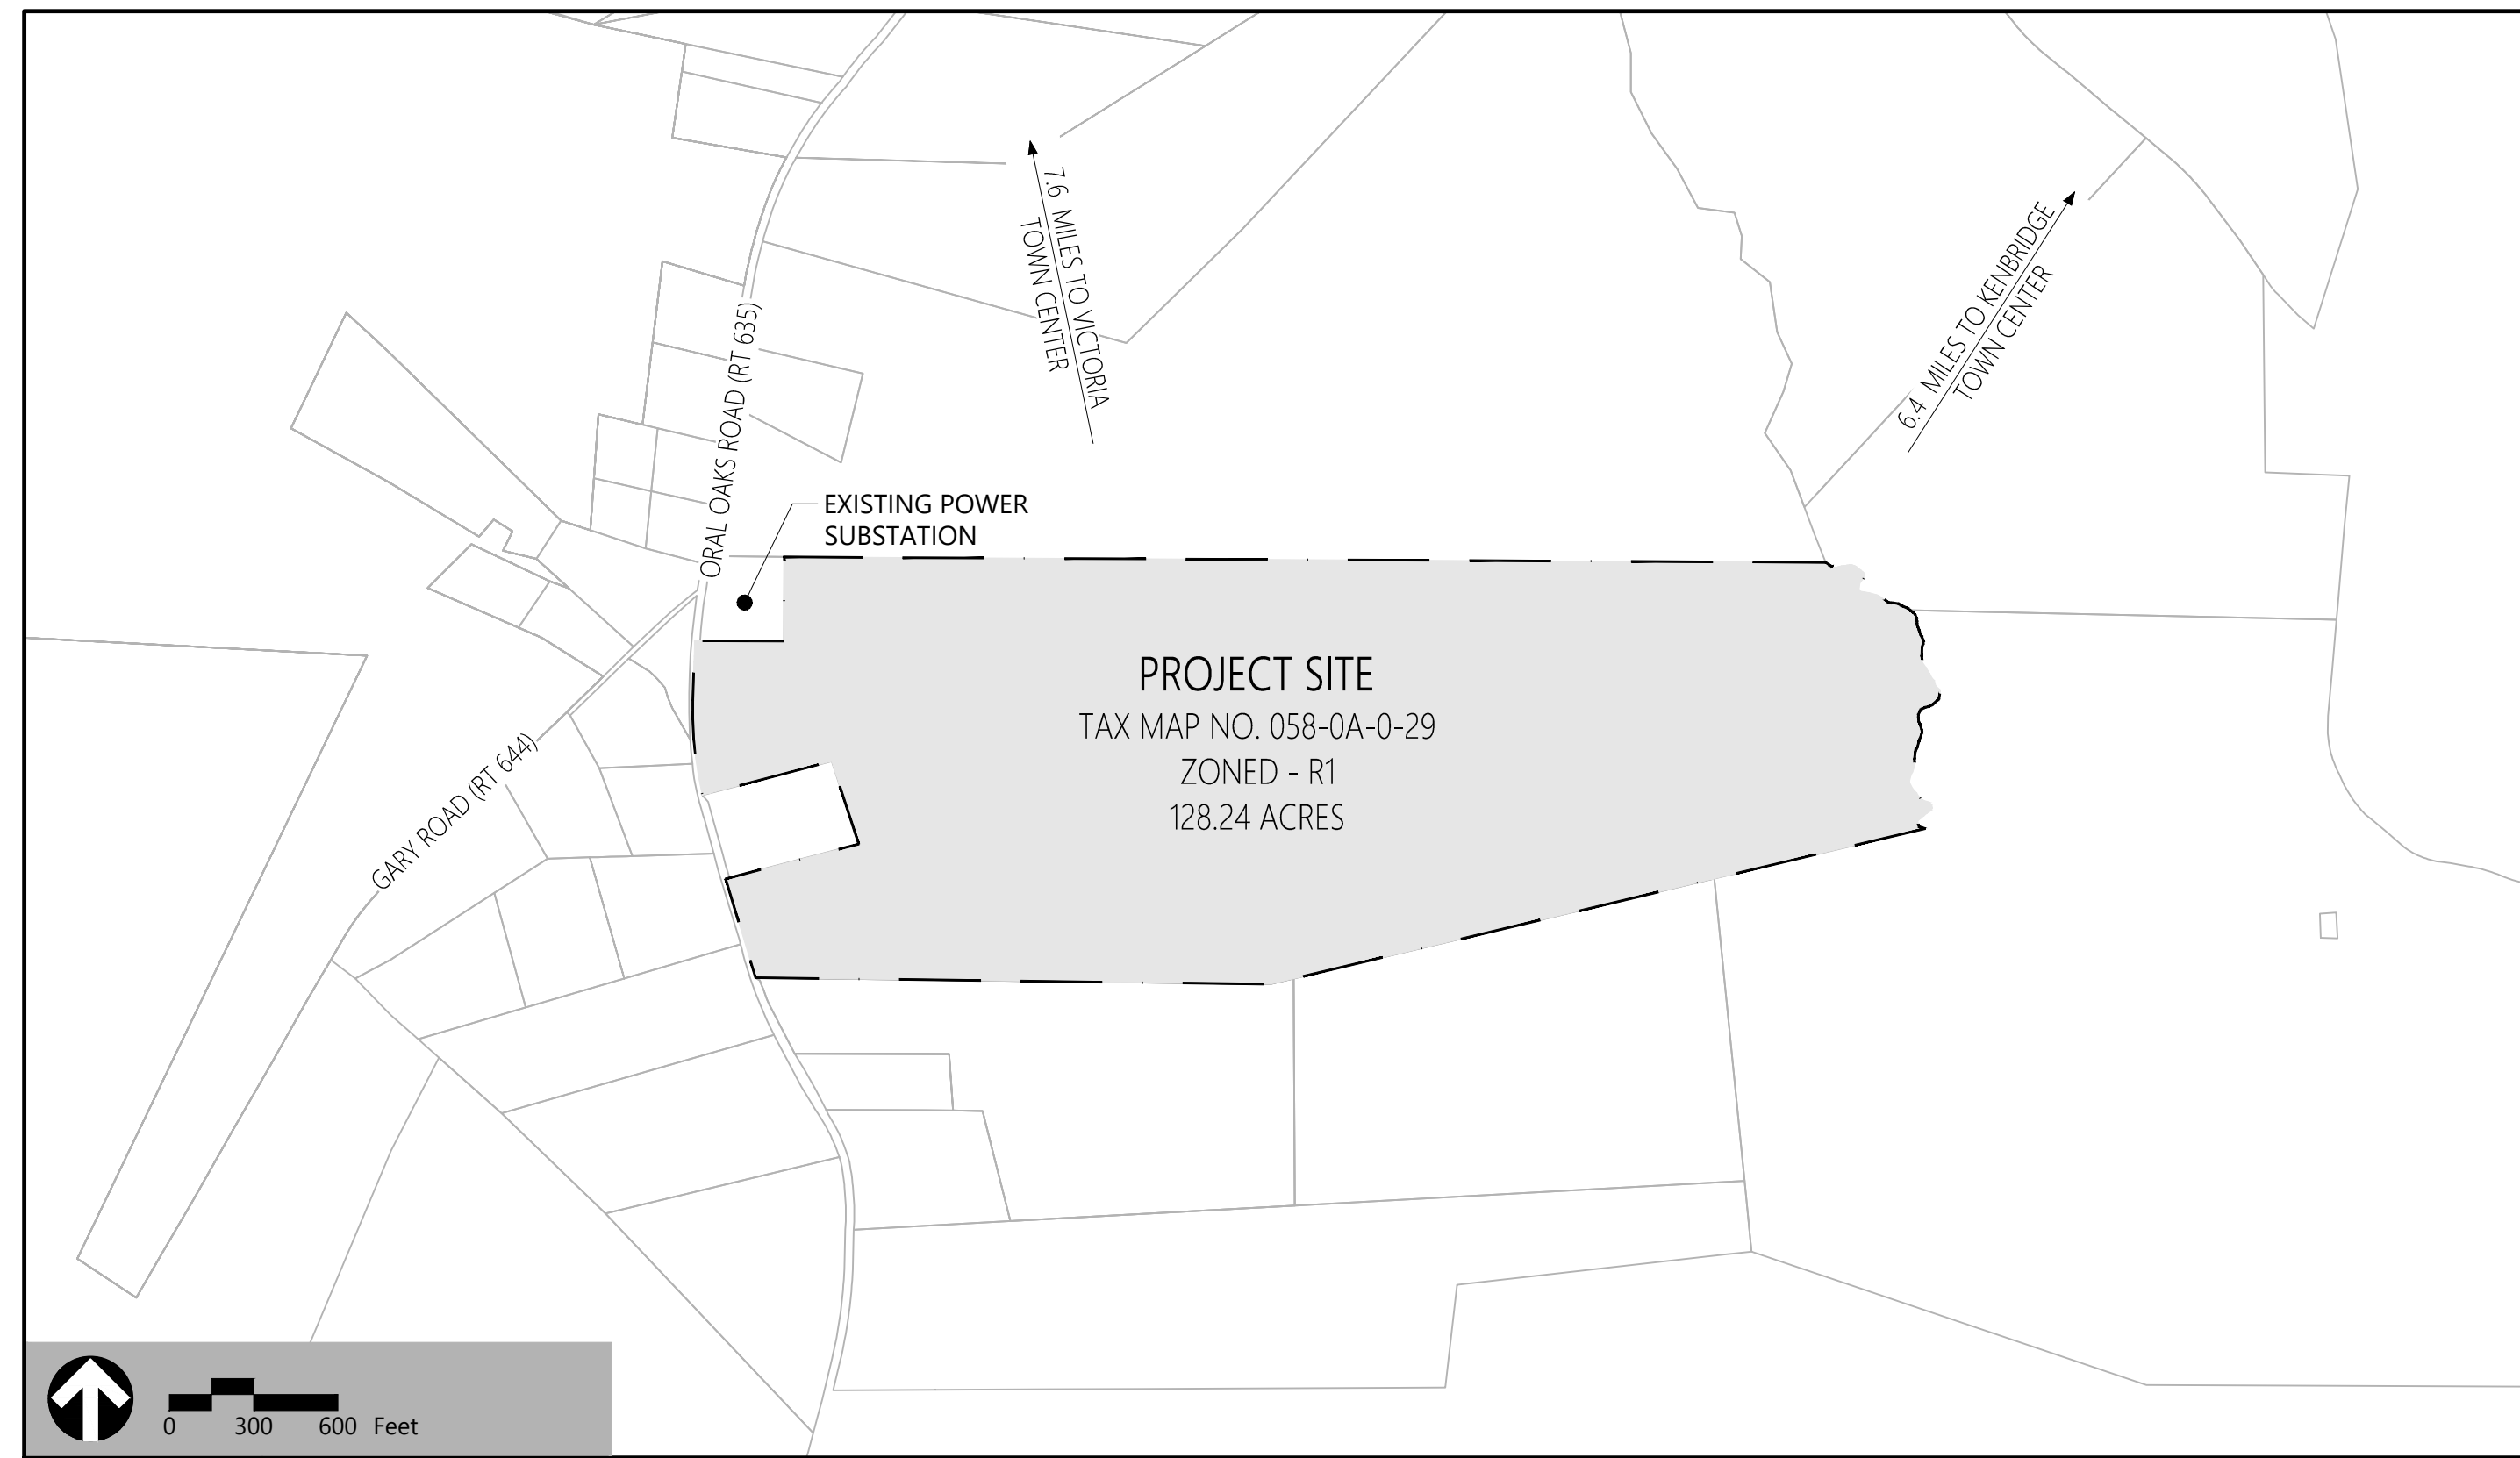 7.6 MILES TO VICTORIA
TOWN CENTER
6.4 MILES TO KENBRIDGE
TOWN CENTER
ORAL OAKS ROAD (RT 635)
EXISTING POWER
SUBSTATION
PROJECT SITE
TAX MAP NO. 058-0A-0-29
ZONED - R1
128.24 ACRES
GARY ROAD (RT 644)
0 300 600 Feet